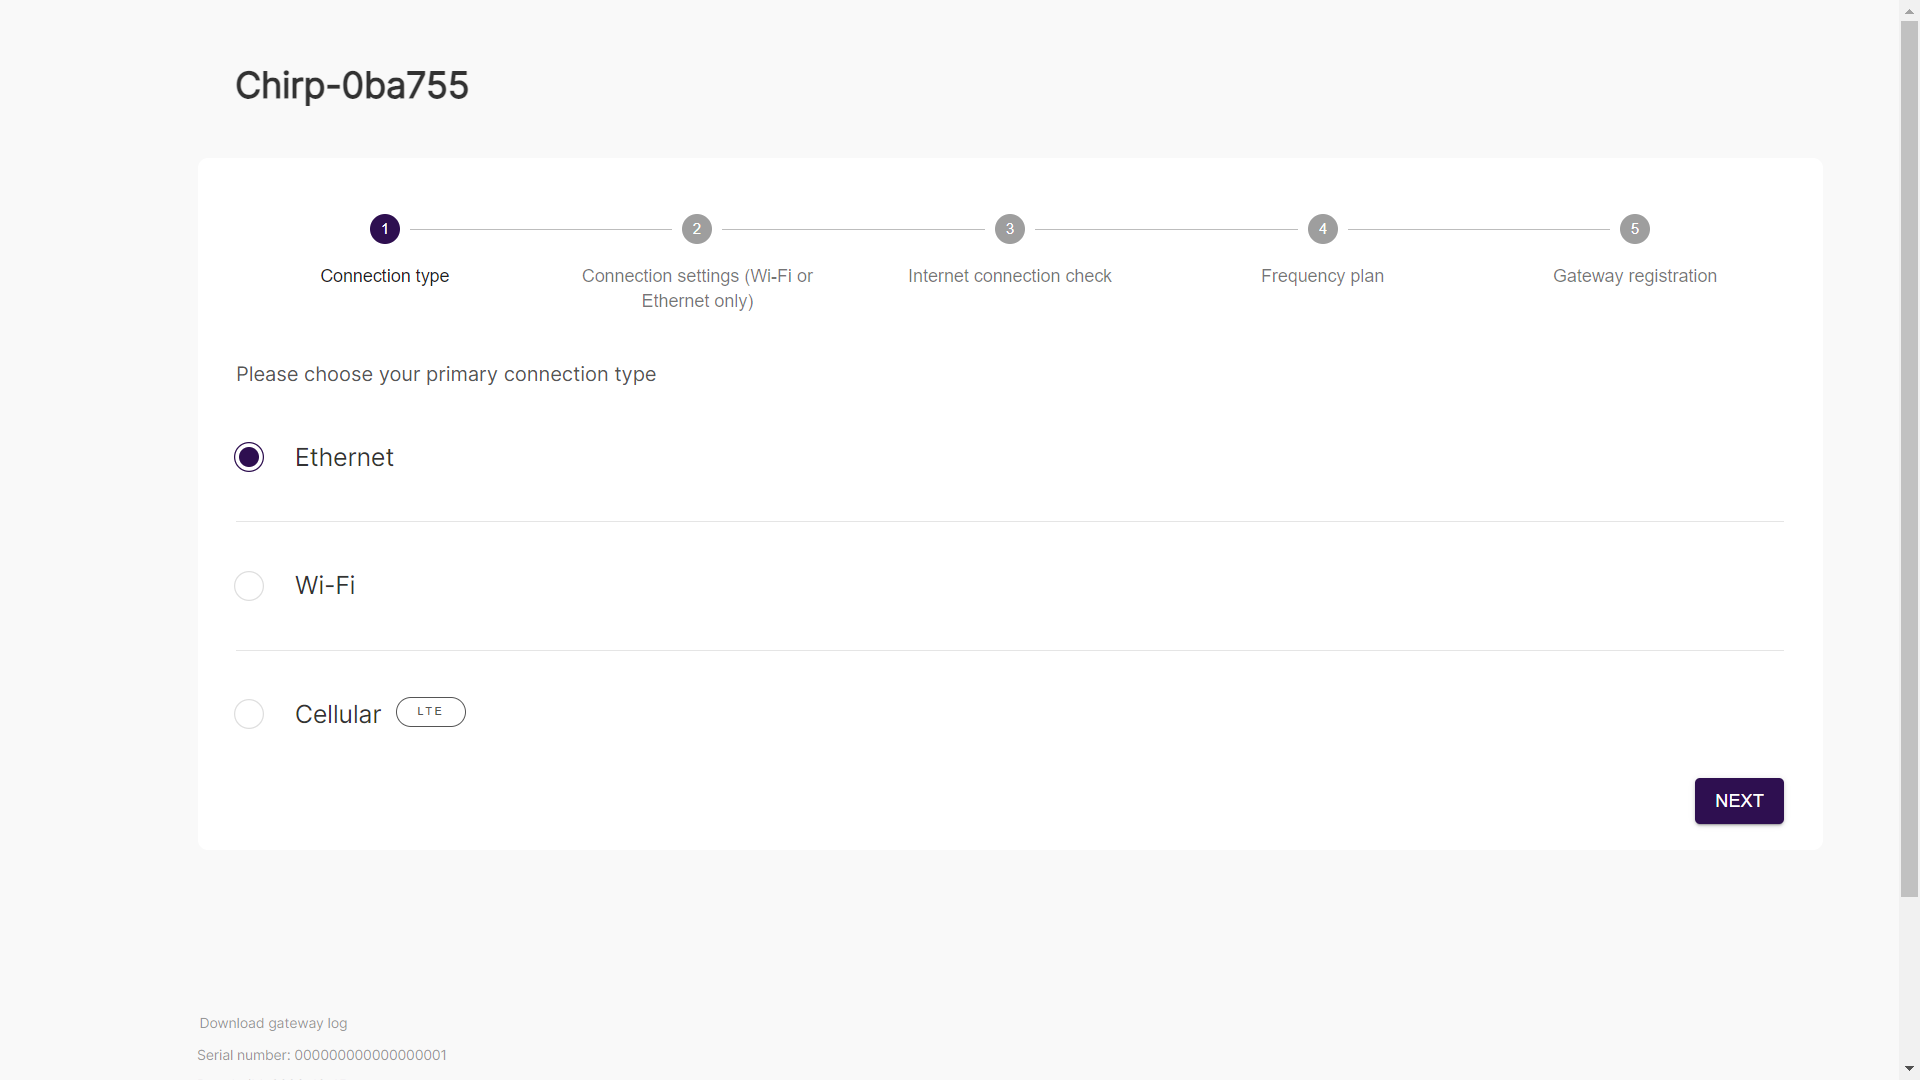 Chirp-0ba755
1
2
3
4
5
Connection type
Connection settings (Wi-Fi or
Ethernet only)
Internet connection check
Frequency plan
Gateway registration
Please choose your primary connection type
Ethernet
Wi-Fi
Cellular LTE
NEXT
Download gateway log
Serial number: 000000000000000001